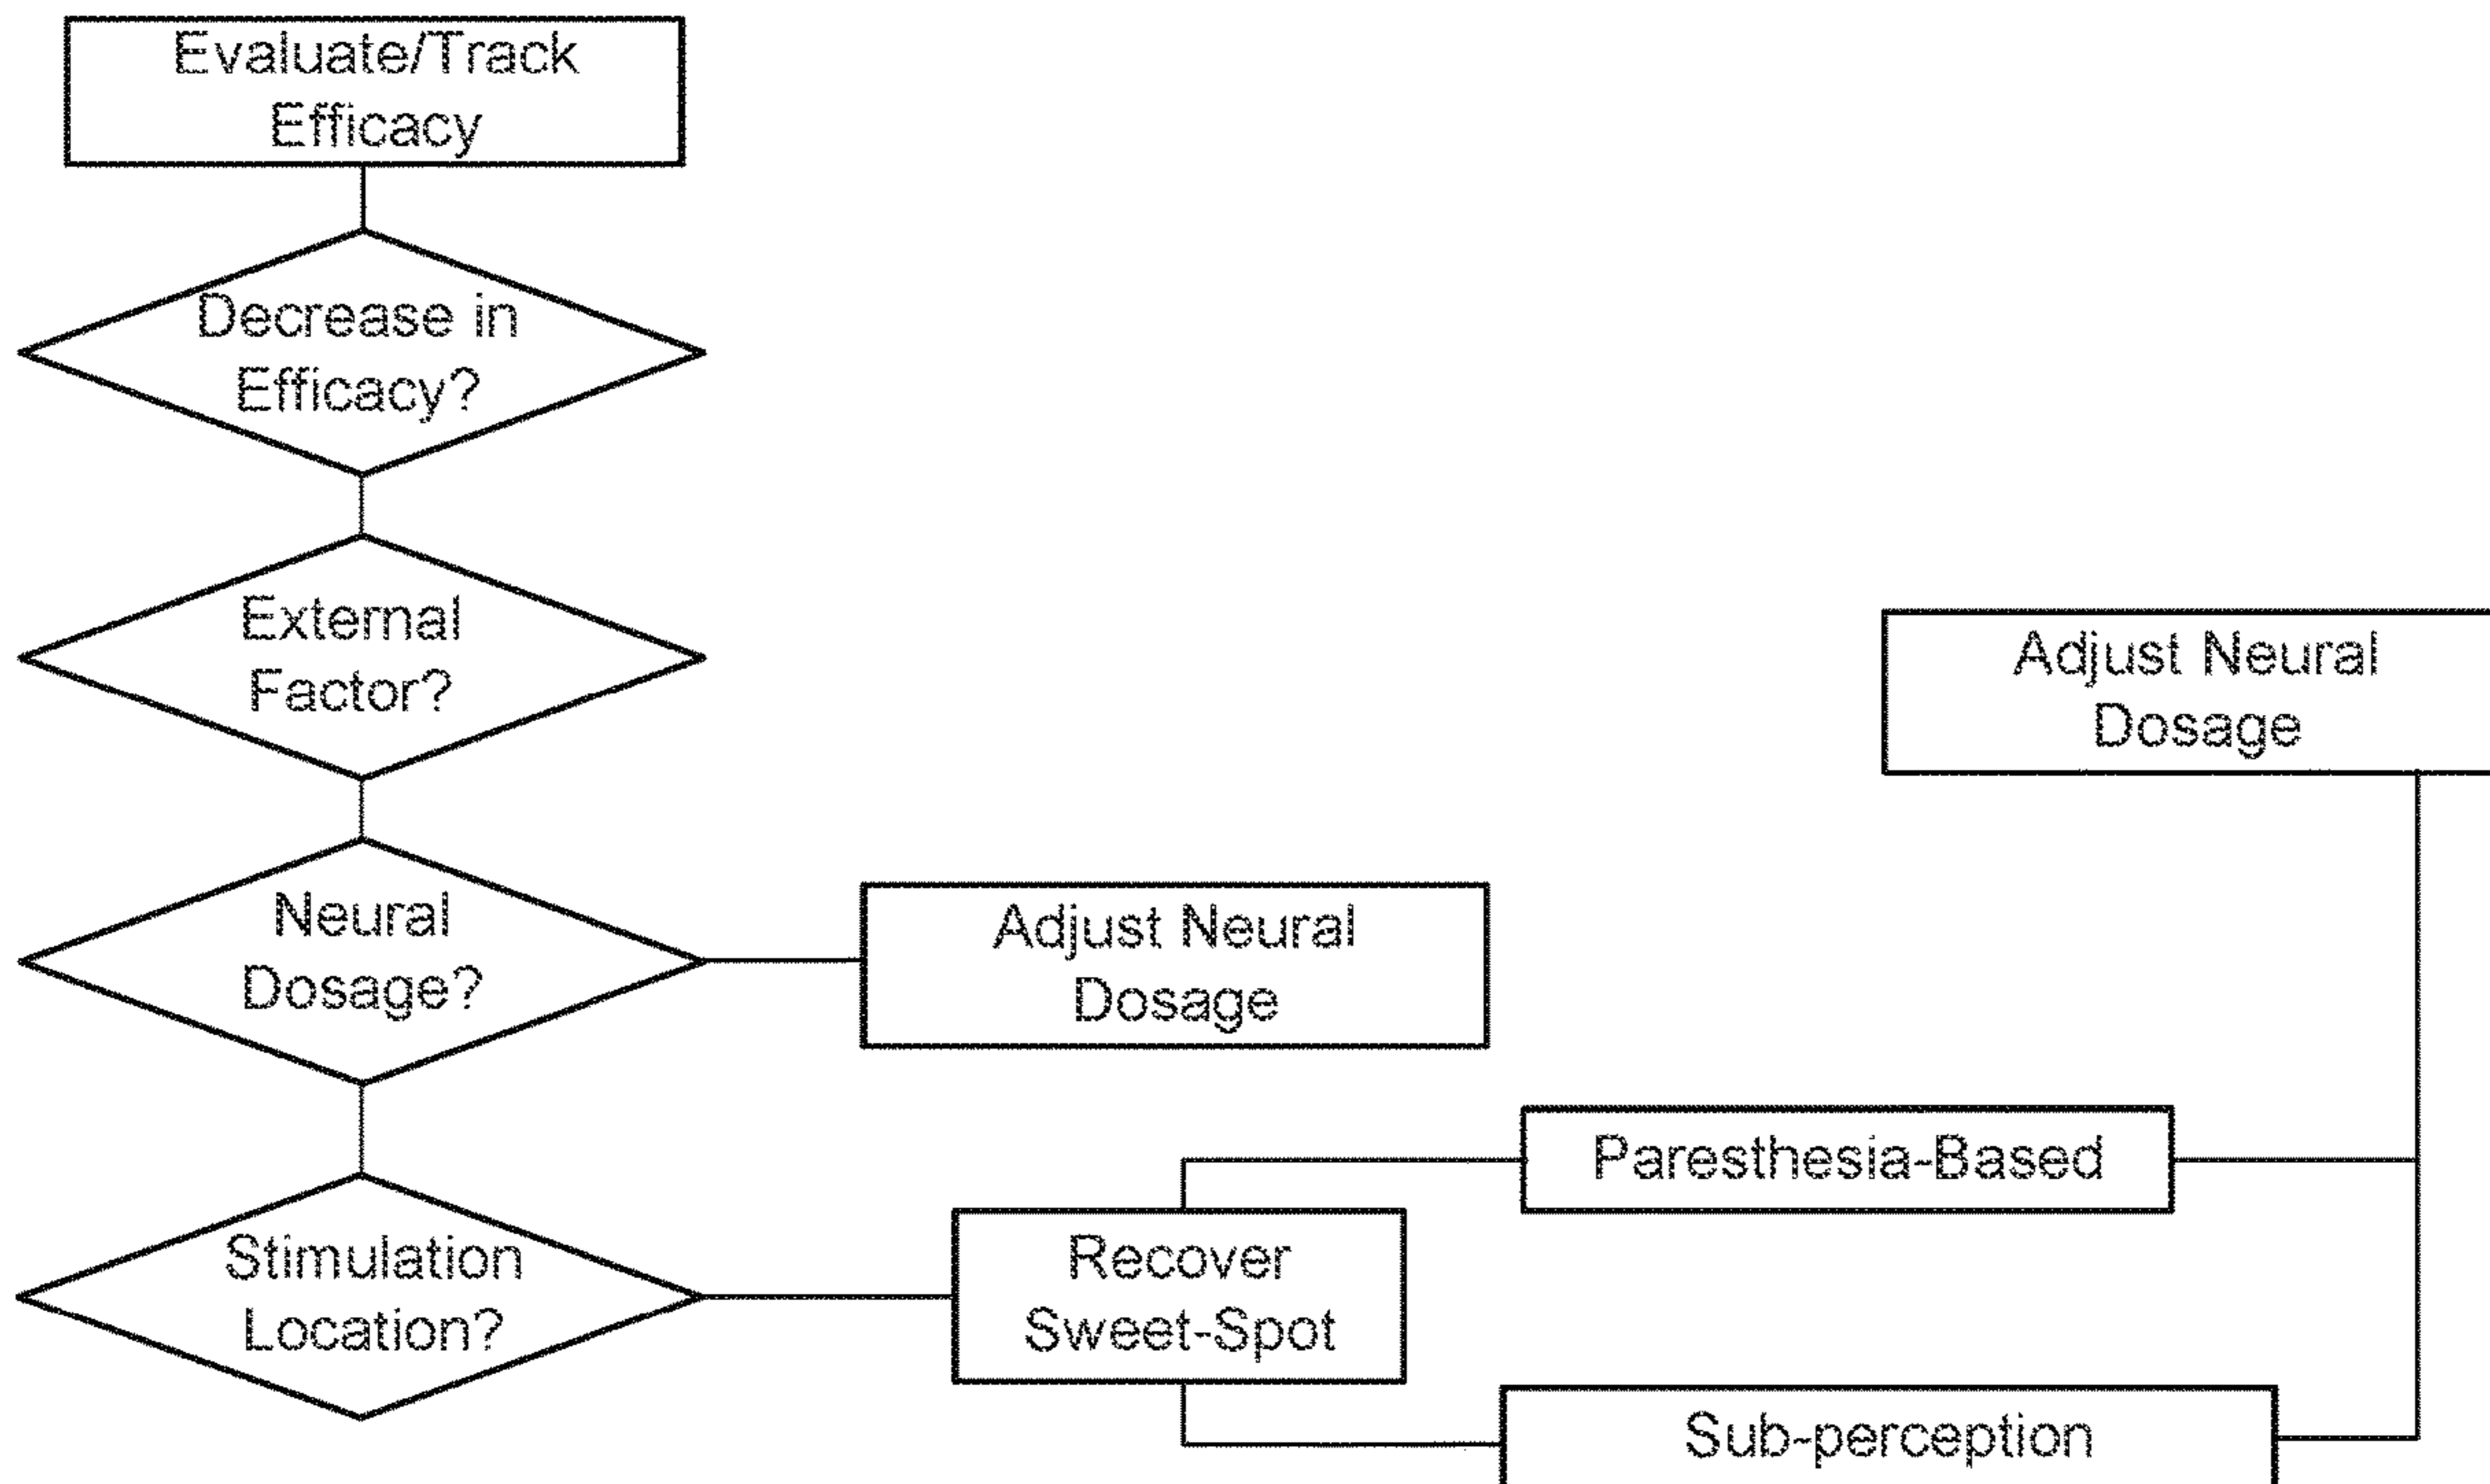 Evaluate/Track
Efficacy
Decrease in
Efficacy?
External
Factor?
Adjust Neural
Dosage
Neural
Dosage?
Adjust Neural
Dosage
Paresthesia-Based
Stimulation
Location?
Recover
Sweet-Spot
Sub-perception